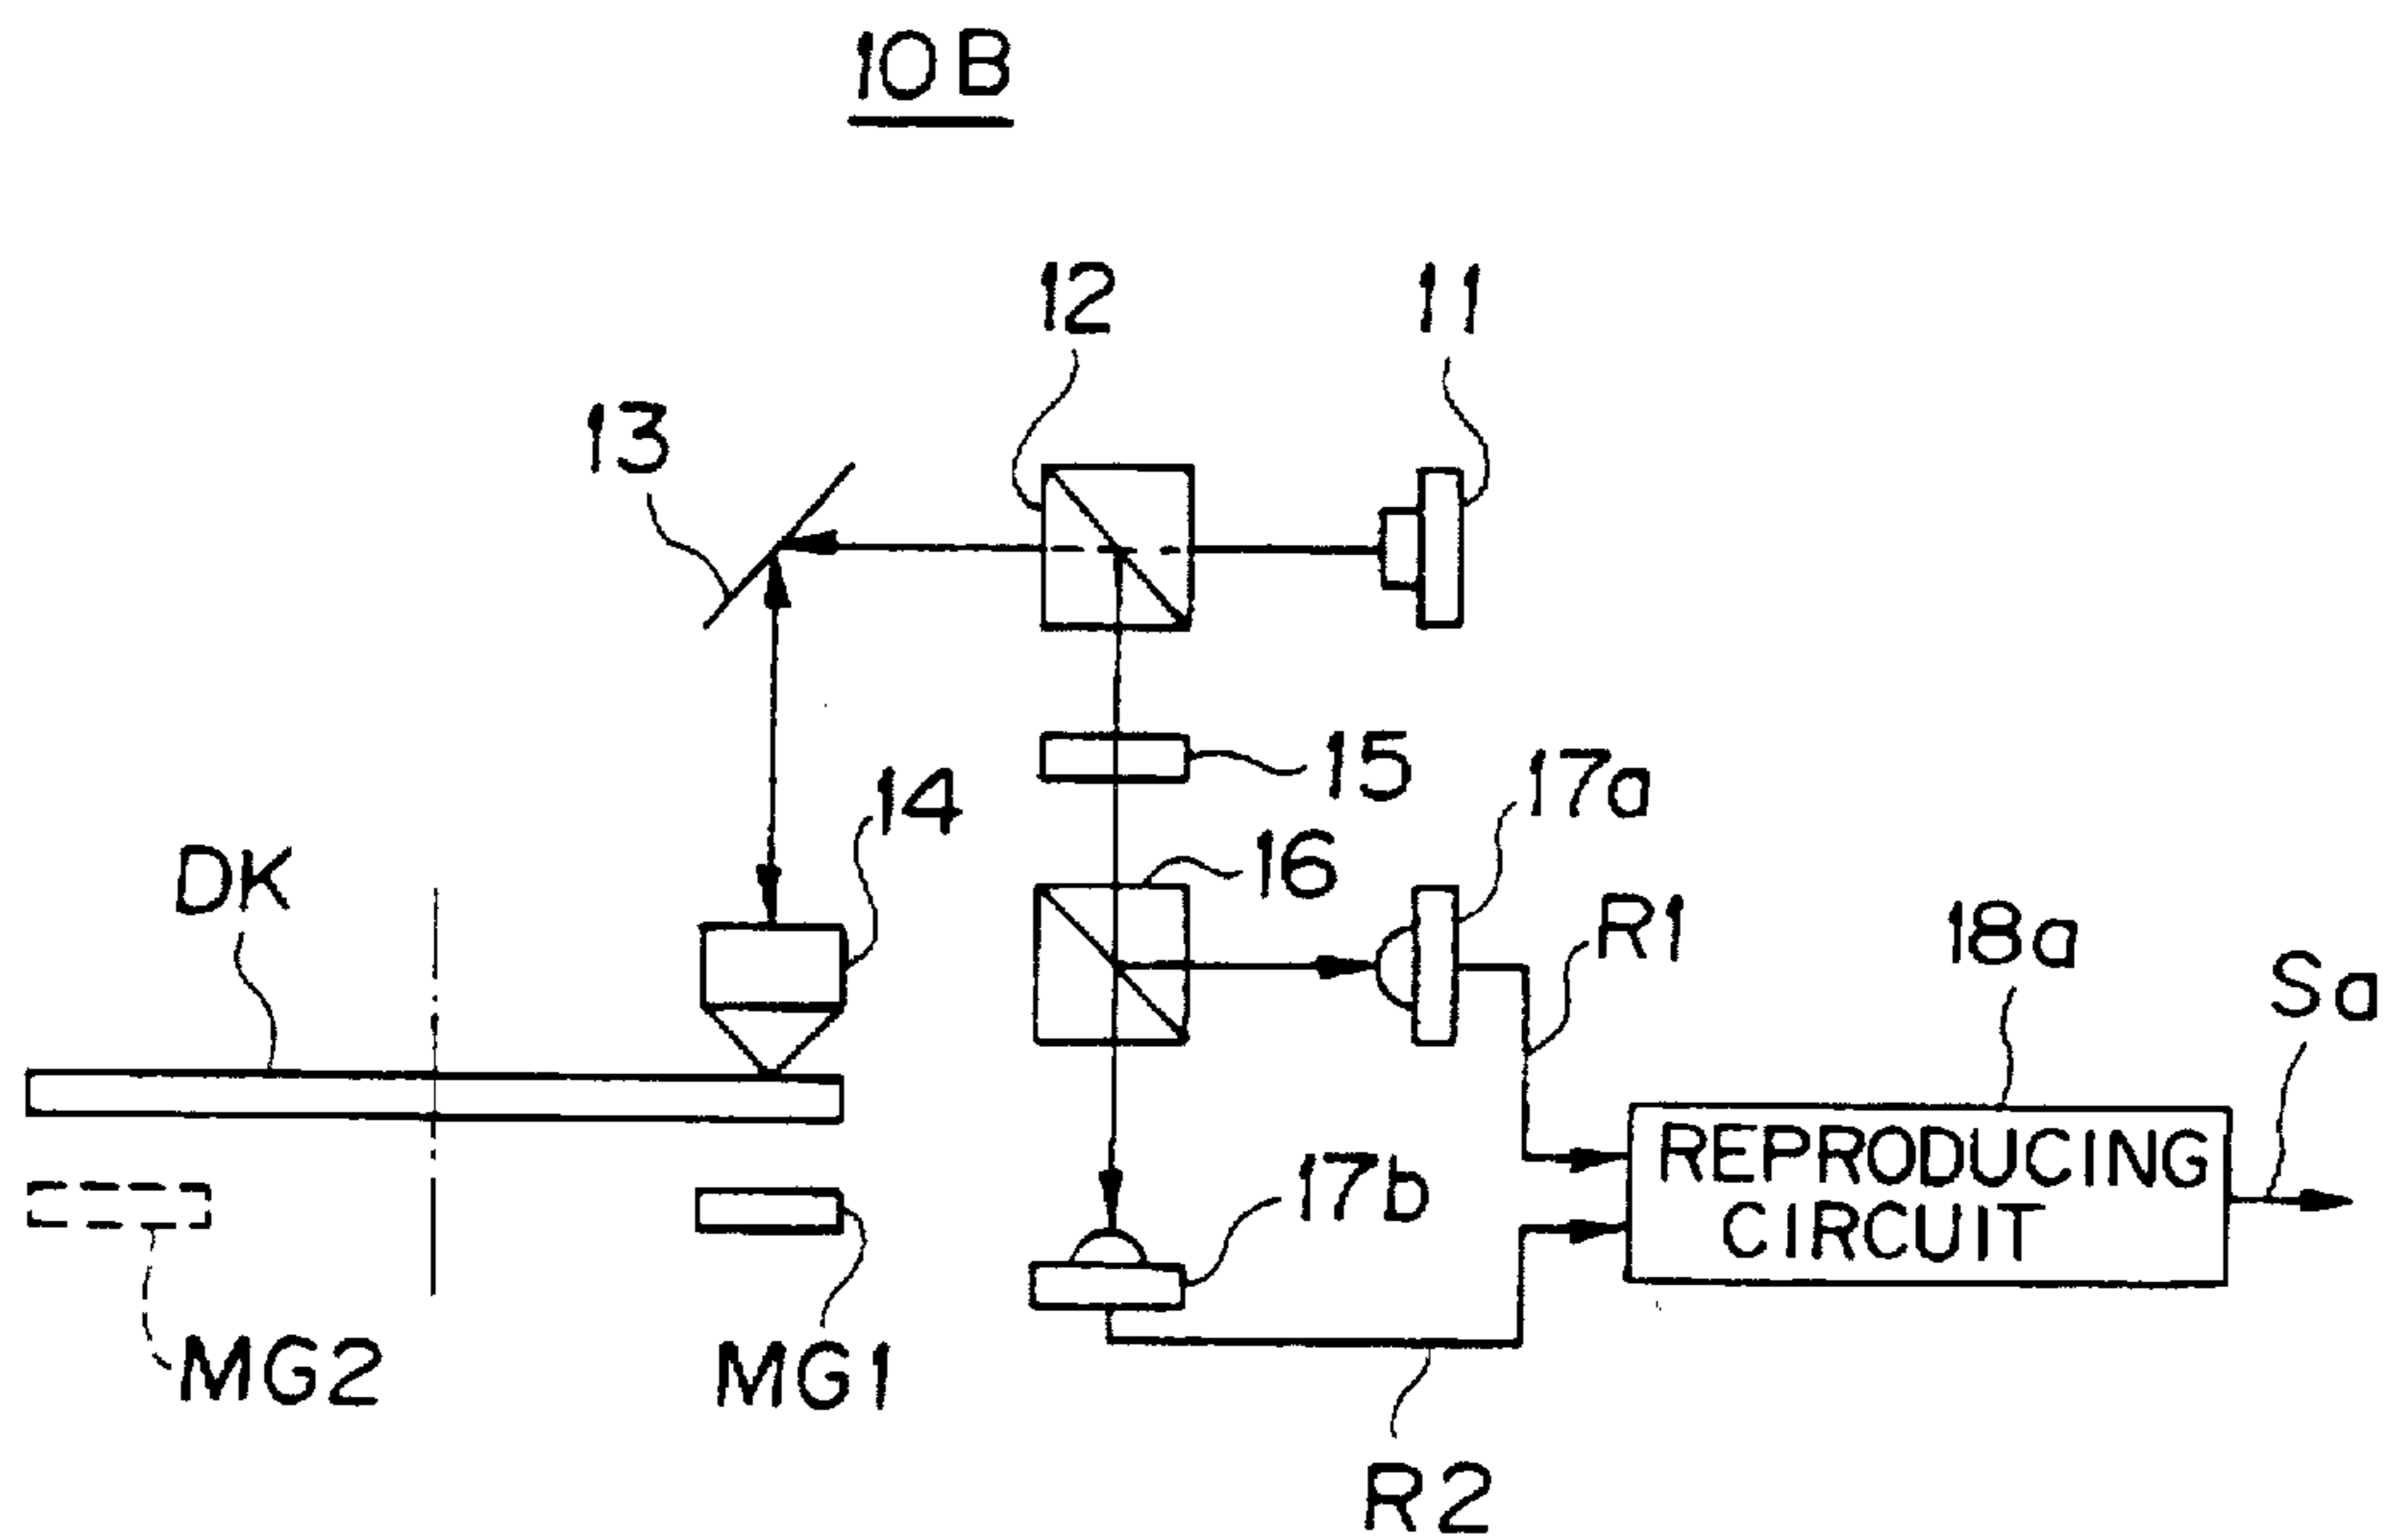 10B
12
11
13
15
17a
14
16
DK
R1
18a
Sa
REPRODUCING
CIRCUIT
17b
MG2
MG1
R2